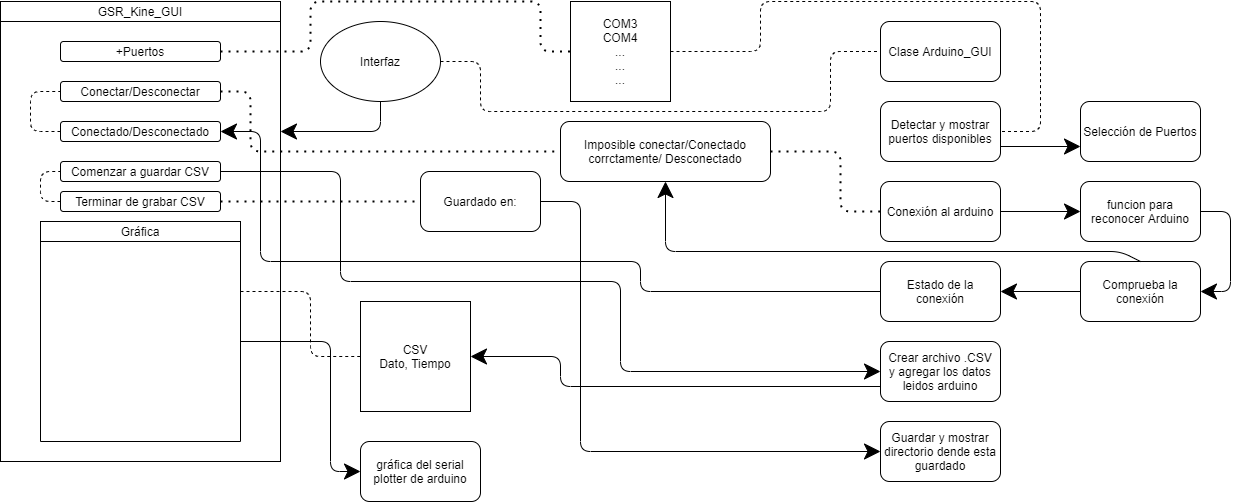 GSR_Kine_GUI
+Puertos
Conectar/Desconectar
Conectado/Desconectado
Comenzar a guardar CSV
Terminar de grabar CSV
Gráfica
Interfaz
COM3
COM4
...
...
...
Clase Arduino_GUI
Detectar y mostrar
puertos disponibles
Selección de Puertos
Imposible conectar/Conectado
corrctamente/ Desconectado
Guardado en:
Conexión al arduino
funcion para
reconocer Arduino
Estado de la
conexión
Comprueba la
conexión
CSV
Dato, Tiempo
Crear archivo .CSV
y agregar los datos
leidos arduino
gráfica del serial
plotter de arduino
Guardar y mostrar
directorio dende esta
guardado